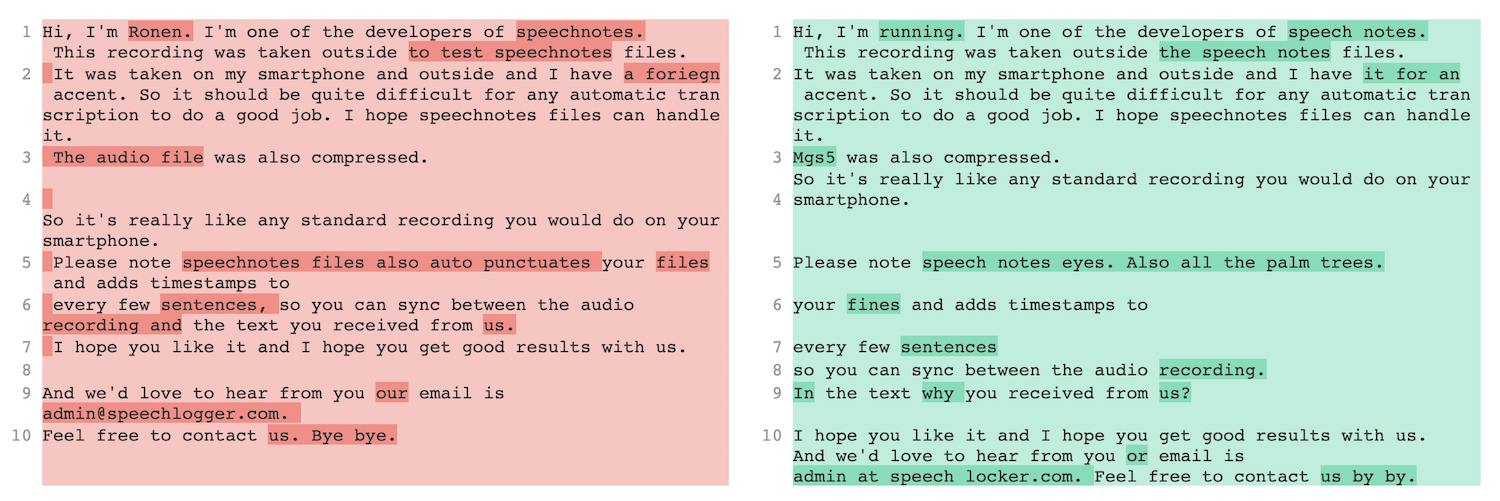 1 Hi, I'm Ronen. I'm one of the developers of speechnotes.
This recording was taken outside to test speechnotes files.
2 It was taken on my smartphone and outside and I have a foriegn
accent. So it should be quite difficult for any automatic tran
scription to do a good job. I hope speechnotes files can handle
it.
3 The audio file was also compressed.
4
So it's really like any standard recording you would do on your
smartphone.
5 Please note speechnotes files also auto punctuates your files
and adds timestamps to
6 every few sentences, so you can sync between the audio
recording and the text you received from us.
7 I hope you like it and I hope you get good results with us.
8
9 And we'd love to hear from you our email is
admin@speechlogger.com.
10 Feel free to contact us. Bye bye.
1 Hi, I'm running. I'm one of the developers of speech notes.
This recording was taken outside the speech notes files.
2 It was taken on my smartphone and outside and I have it for an
accent. So it should be quite difficult for any automatic tran
scription to do a good job. I hope speechnotes files can handle
it.
3 Mgs5 was also compressed.
So it's really like any standard recording you would do on your
4 smartphone.
5 Please note speech notes eyes. Also all the palm trees.
6 your fines and adds timestamps to
7 every few sentences
8 so you can sync between the audio recording.
9 In the text why you received from us?
10 I hope you like it and I hope you get good results with us.
And we'd love to hear from you or email is
admin at speech locker.com. Feel free to contact us by by.